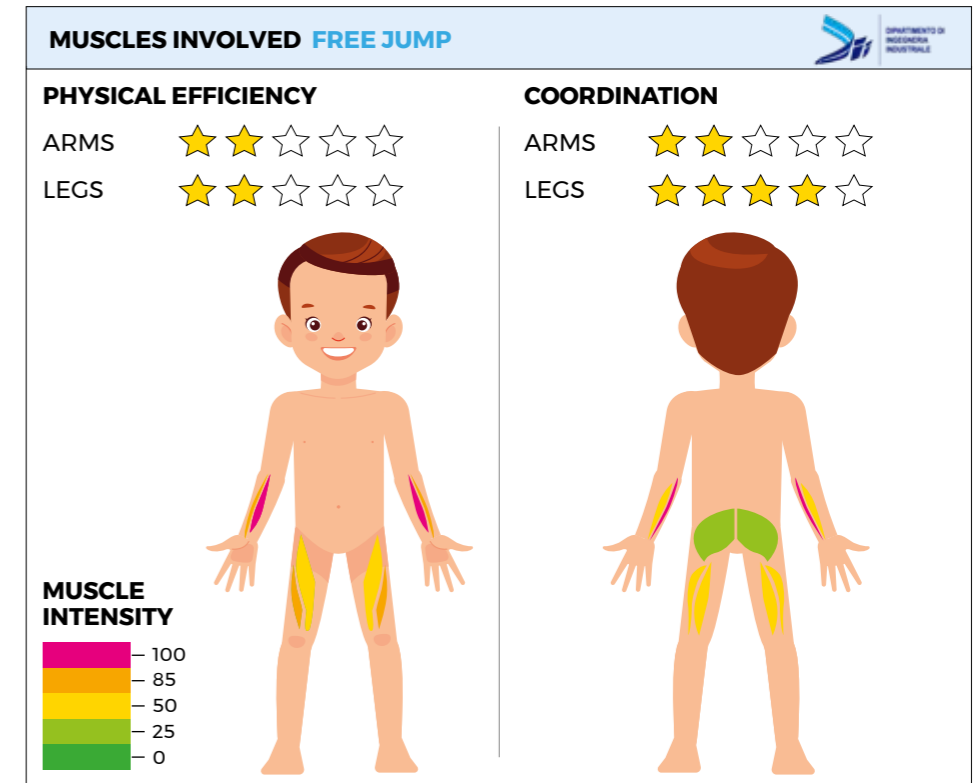 MUSCLES INVOLVED FREE JUMP
DIPARTIMENTO DI
INGEGNERIA
INDUSTRIALE
PHYSICAL EFFICIENCY
ARMS
LEGS
COORDINATION
ARMS
LEGS
MUSCLE
INTENSITY
100
85
50
25
0